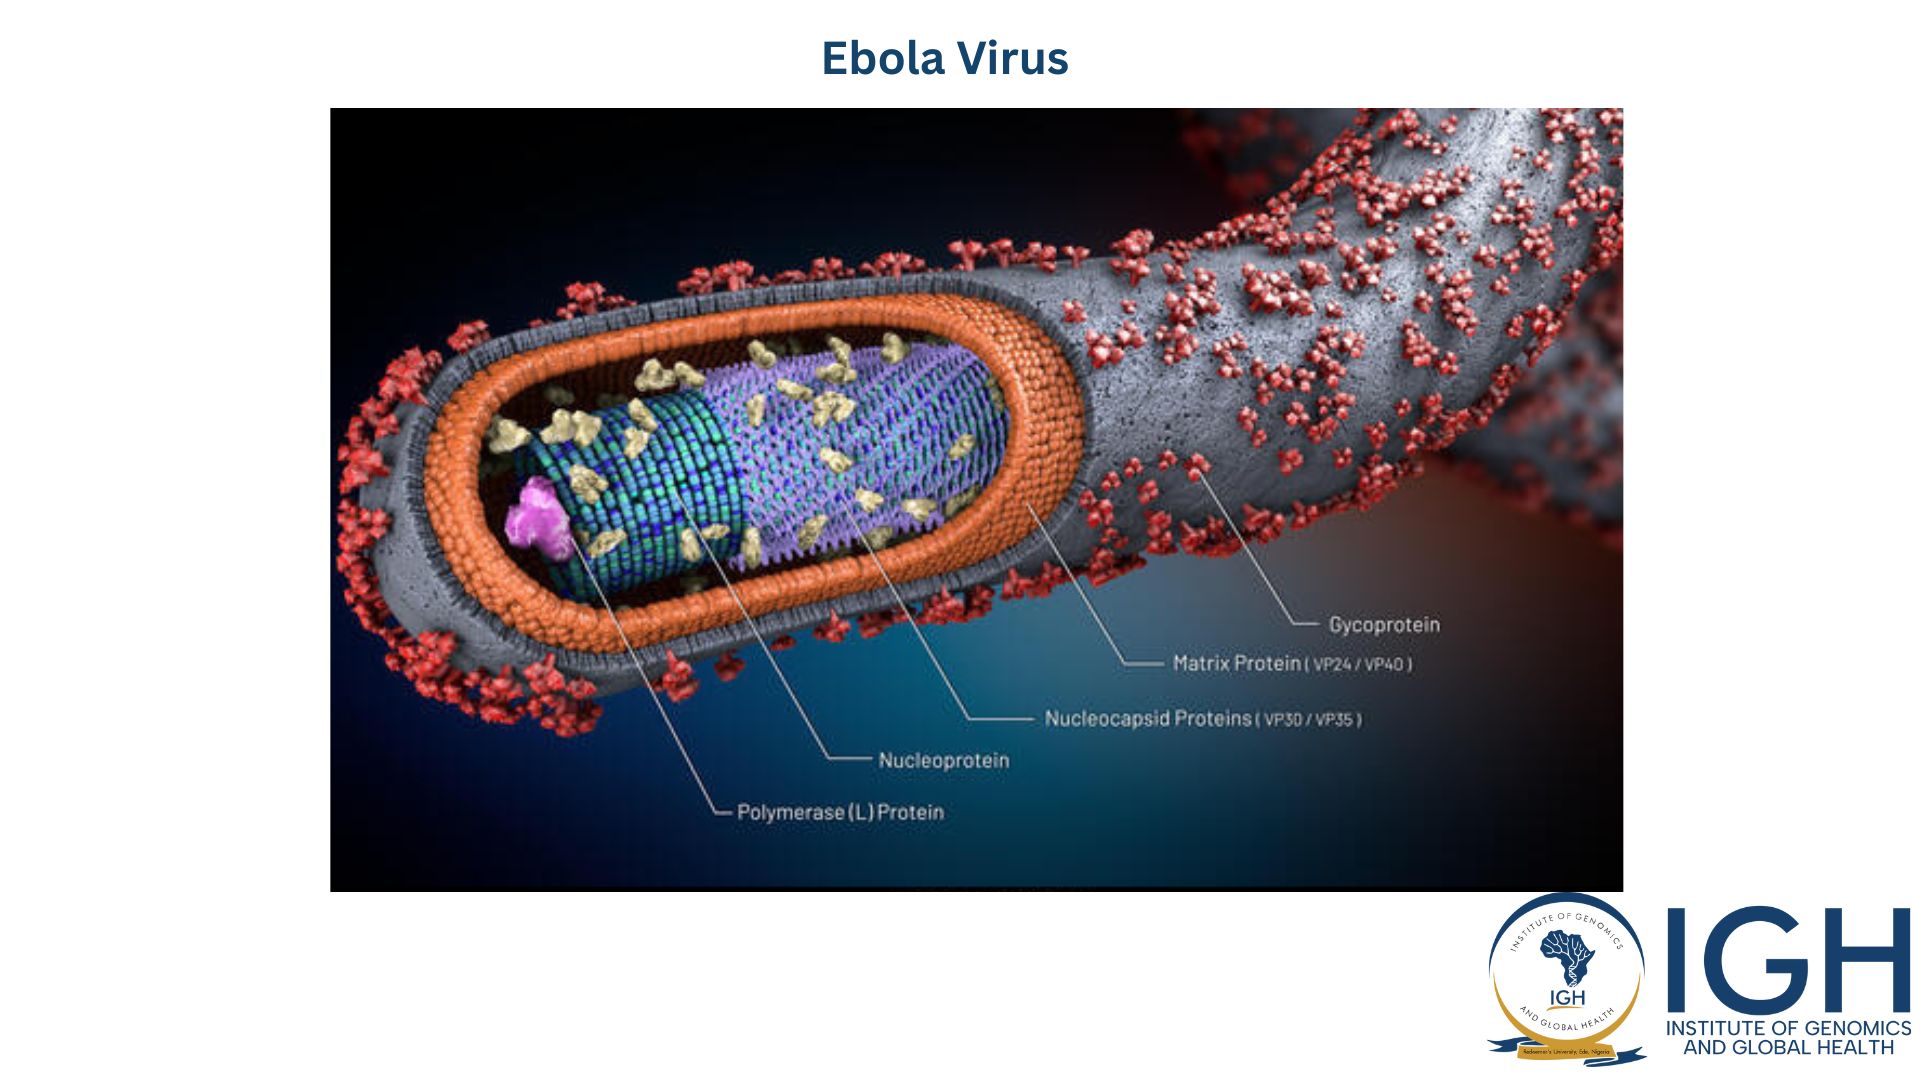 Ebola Virus
Gycoprotein
Matrix Protein ( VP24 / VP40 )
Nucleocapsid Proteins ( VP30 / VP35 )
Nucleoprotein
Polymerase (L) Protein
INSTITUTE OF GENOMICS
IGH
AND GLOBAL HEALTH
Redeemer's University, Ede, Nigeria
IGH
INSTITUTE OF GENOMICS
AND GLOBAL HEALTH